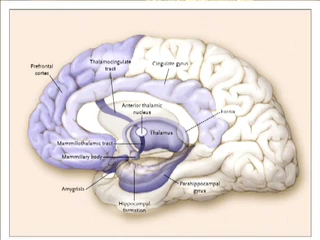 Prefrontal
cortex
Thalamocingulate
tract
Cingulate gyrus
Anterior thalamic
nucleus
Fornix
Thalamus
Mammillothalamic tract
Mammillary body
Amygdala
Hippocampal
formation
Parahippocampal
gyrus